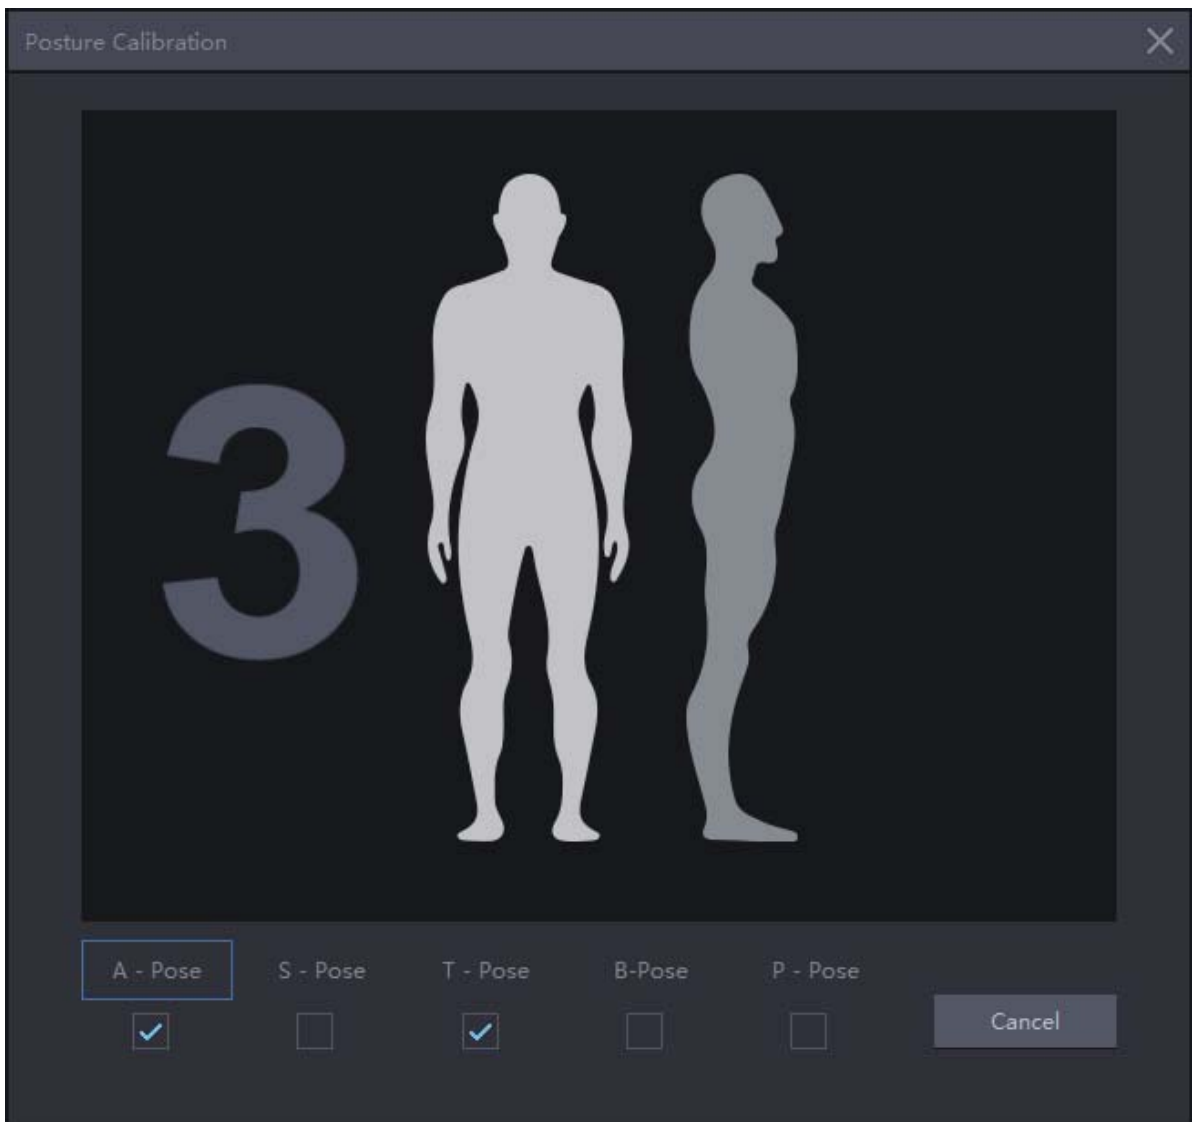 Posture Calibration
3
A - Pose
S - Pose
T - Pose
B-Pose
P - Pose
Cancel